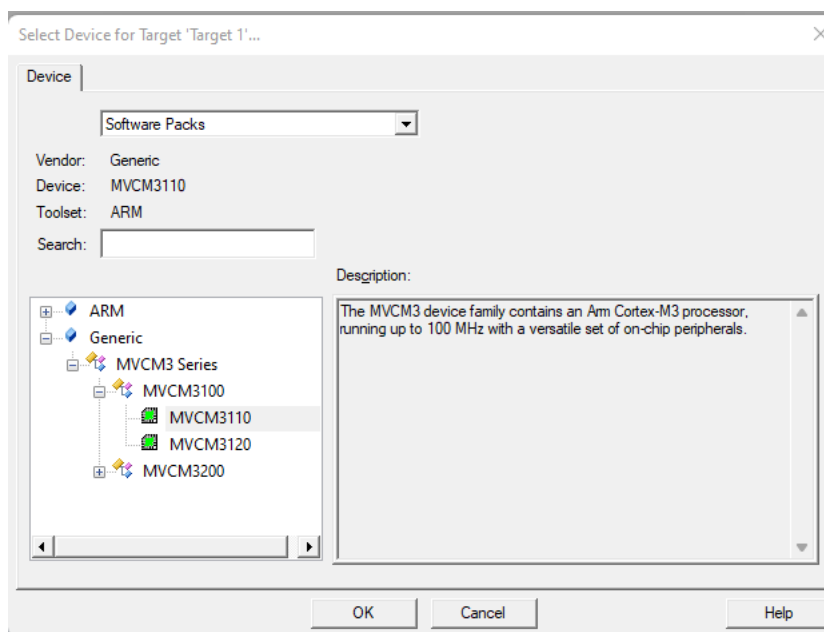 Select Device for Target 'Target 1'...
Device
Software Packs
Vendor: Generic
Device: MVCM3110
Toolset: ARM
Search:
Description:
ARM
Generic
MVCM3 Series
MVCM3100
MVCM3110
MVCM3120
MVCM3200
The MVCM3 device family contains an Arm Cortex-M3 processor,
running up to 100 MHz with a versatile set of on-chip peripherals.
OK Cancel Help